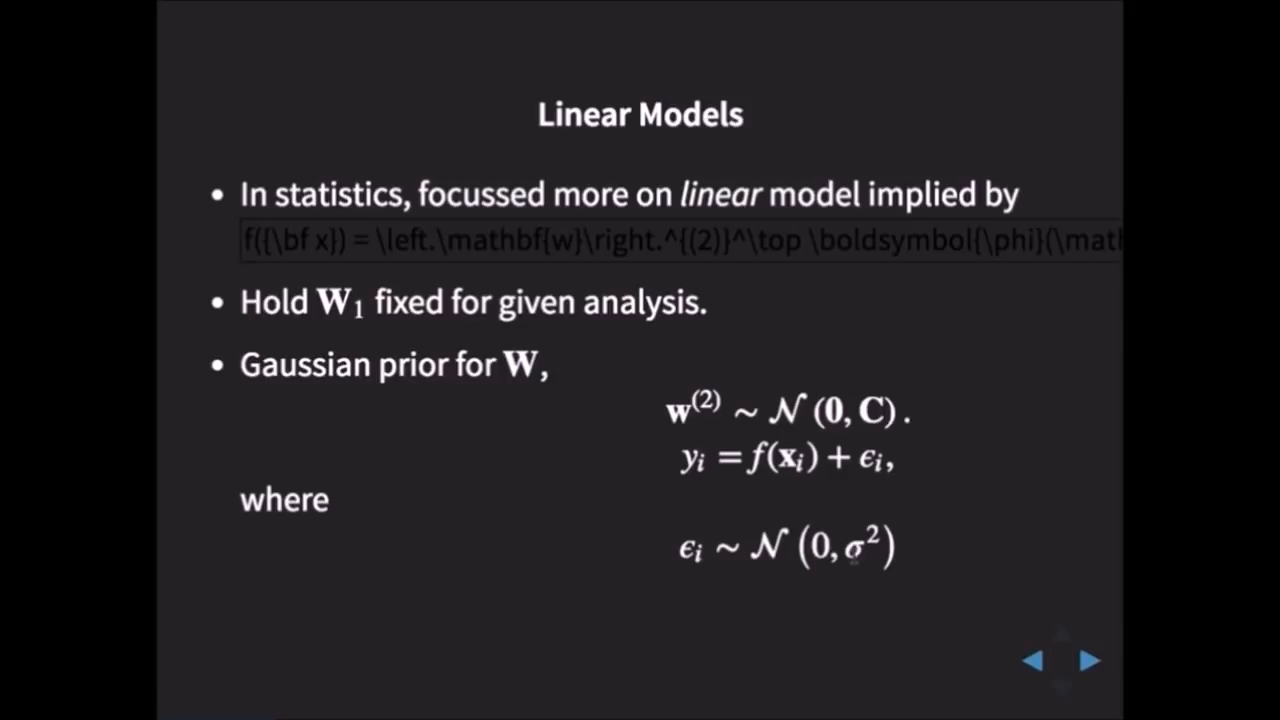 Linear Models
• In statistics, focussed more on linear model implied by
f({\bf x}) = \left.\mathbf{w}\right.^{(2)}^\top \boldsymbol{\phi}(\mat
• Hold W₁ fixed for given analysis.
• Gaussian prior for W,
w⁽²⁾ ∼ 𝒩 (0, C) .
yᵢ = f(xᵢ) + ϵᵢ,
where
ϵᵢ ∼ 𝒩 (0, σ²)